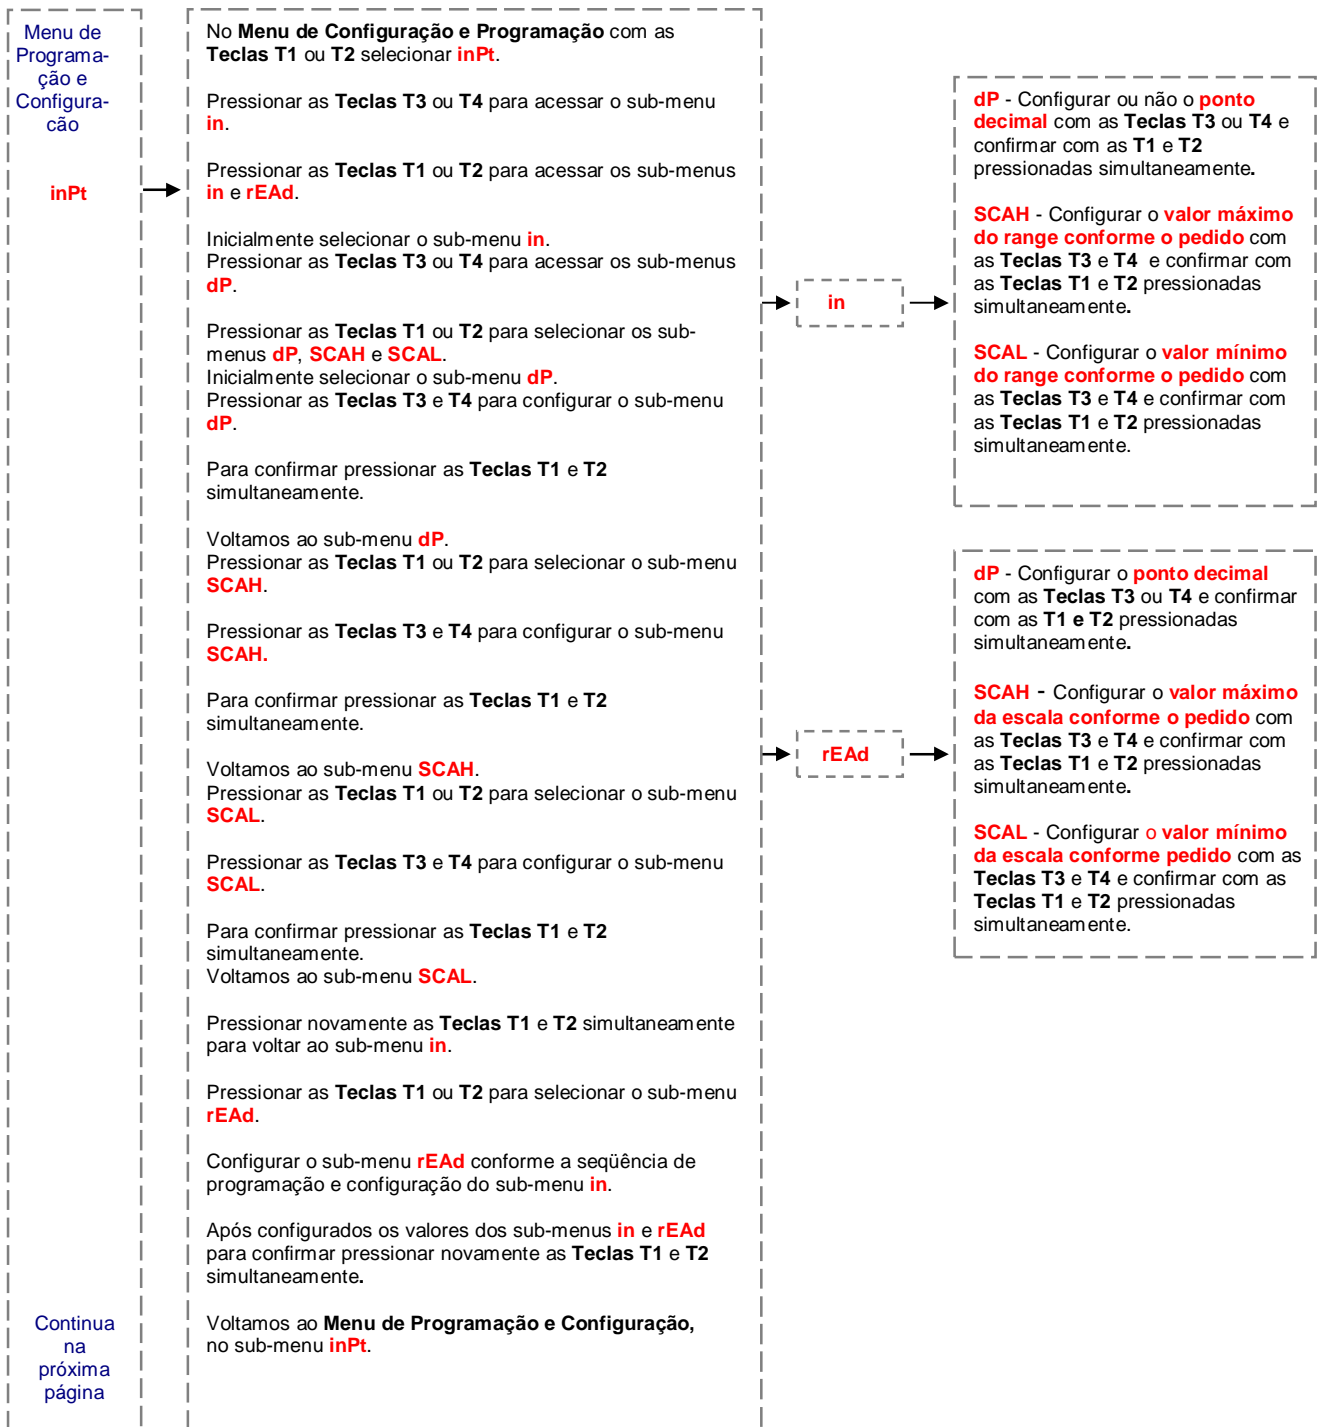 Menu de
Programa-
ção e
Configura-
cão
inPt
No Menu de Configuração e Programação com as
Teclas T1 ou T2 selecionar inPt.
Pressionar as Teclas T3 ou T4 para acessar o sub-menu
in.
Pressionar as Teclas T1 ou T2 para acessar os sub-menus
in e rEAd.
Inicialmente selecionar o sub-menu in.
Pressionar as Teclas T3 ou T4 para acessar os sub-menus
dP.
Pressionar as Teclas T1 ou T2 para selecionar os sub-
menus dP, SCAH e SCAL.
Inicialmente selecionar o sub-menu dP.
Pressionar as Teclas T3 e T4 para configurar o sub-menu
dP.
Para confirmar pressionar as Teclas T1 e T2
simultaneamente.
Voltamos ao sub-menu dP.
Pressionar as Teclas T1 ou T2 para selecionar o sub-menu
SCAH.
Pressionar as Teclas T3 e T4 para configurar o sub-menu
SCAH.
Para confirmar pressionar as Teclas T1 e T2
simultaneamente.
Voltamos ao sub-menu SCAH.
Pressionar as Teclas T1 ou T2 para selecionar o sub-menu
SCAL.
Pressionar as Teclas T3 e T4 para configurar o sub-menu
SCAL.
Para confirmar pressionar as Teclas T1 e T2
simultaneamente.
Voltamos ao sub-menu SCAL.
Pressionar novamente as Teclas T1 e T2 simultaneamente
para voltar ao sub-menu in.
Pressionar as Teclas T1 ou T2 para selecionar o sub-menu
rEAd.
Configurar o sub-menu rEAd conforme a seqüência de
programação e configuração do sub-menu in.
Após configurados os valores dos sub-menus in e rEAd
para confirmar pressionar novamente as Teclas T1 e T2
simultaneamente.
Voltamos ao Menu de Programação e Configuração,
no sub-menu inPt.
in
dP - Configurar ou não o ponto
decimal com as Teclas T3 ou T4 e
confirmar com as T1 e T2
pressionadas simultaneamente.
SCAH - Configurar o valor máximo
do range conforme o pedido com
as Teclas T3 e T4 e confirmar com
as Teclas T1 e T2 pressionadas
simultaneamente.
SCAL - Configurar o valor mínimo
do range conforme o pedido com
as Teclas T3 e T4 e confirmar com
as Teclas T1 e T2 pressionadas
simultaneamente.
rEAd
dP - Configurar o ponto decimal
com as Teclas T3 ou T4 e confirmar
com as T1 e T2 pressionadas
simultaneamente.
SCAH - Configurar o valor máximo
da escala conforme o pedido com
as Teclas T3 e T4 e confirmar com
as Teclas T1 e T2 pressionadas
simultaneamente.
SCAL - Configurar o valor mínimo
da escala conforme pedido com as
Teclas T3 e T4 e confirmar com as
Teclas T1 e T2 pressionadas
simultaneamente.
Continua
na
próxima
página